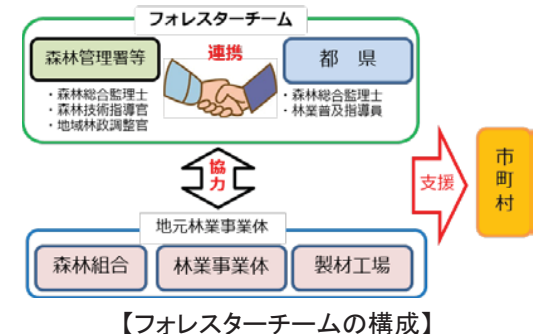 フォレスターチーム
森林管理署等
連携
都　県
・森林総合監理士
・森林技術指導官
・地域林政調整官
・森林総合監理士
・林業普及指導員
協力
支援
市町村
地元林業事業体
森林組合
林業事業体
製材工場
【フォレスターチームの構成】